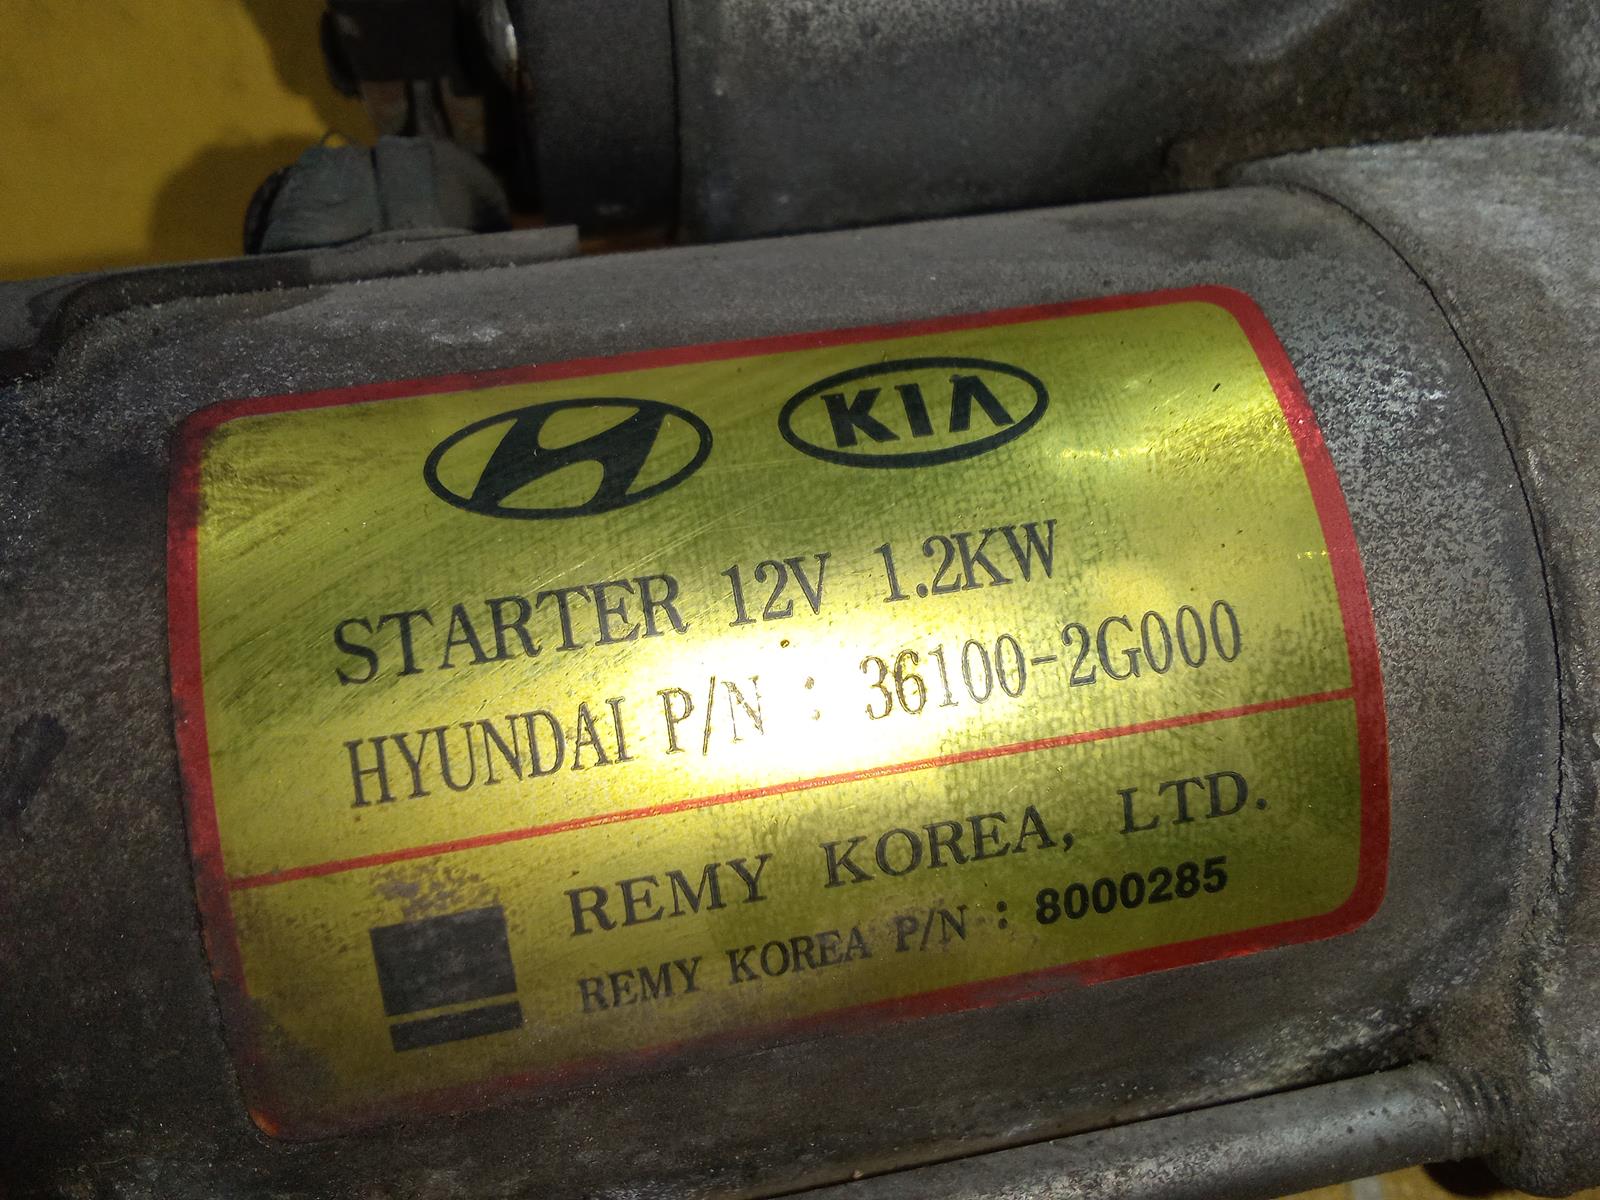 KIA
STARTER 12V 1.2KW
HYUNDAI P/N : 36100-2G000
REMY KOREA, LTD.
REMY KOREA P/N : 8000285